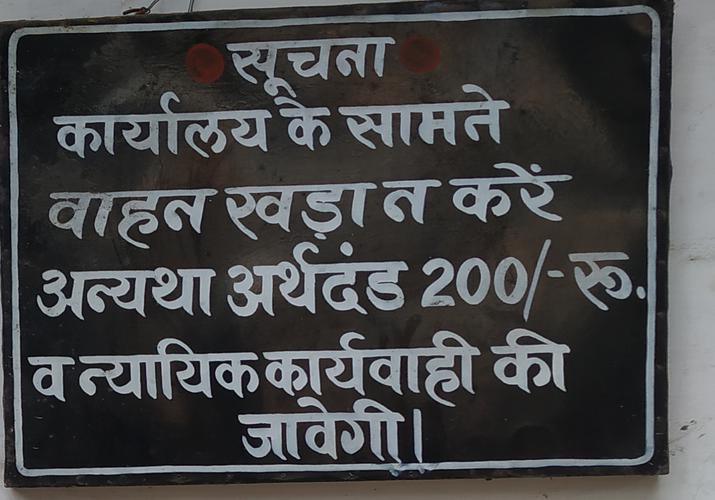 सूचना
कार्यालय के सामने
वाहन खड़ा न करें
अन्यथा अर्थदंड 200/- रू.
व न्यायिक कार्यवाही की
जावेगी।